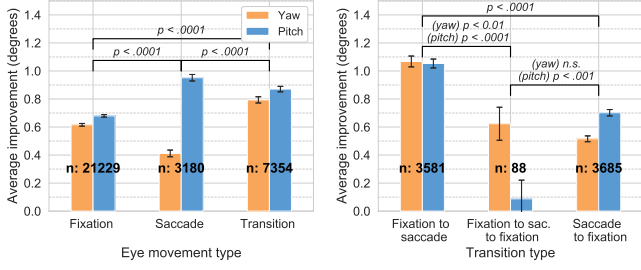 1.4
1.2
1.0
0.8
0.6
0.4
0.2
0.0
Average improvement (degrees)
Yaw
Pitch
p < .0001
p < .0001
p < .0001
n: 21229
n: 3180
n: 7354
Fixation
Saccade
Transition
Eye movement type
1.4
1.2
1.0
0.8
0.6
0.4
0.2
0.0
Average improvement (degrees)
p < .0001
(yaw) p < 0.01
(pitch) p < .0001
(yaw) n.s.
(pitch) p < .001
n: 3581
n: 88
n: 3685
Fixation to
saccade
Fixation to sac.
to fixation
Saccade
to fixation
Transition type